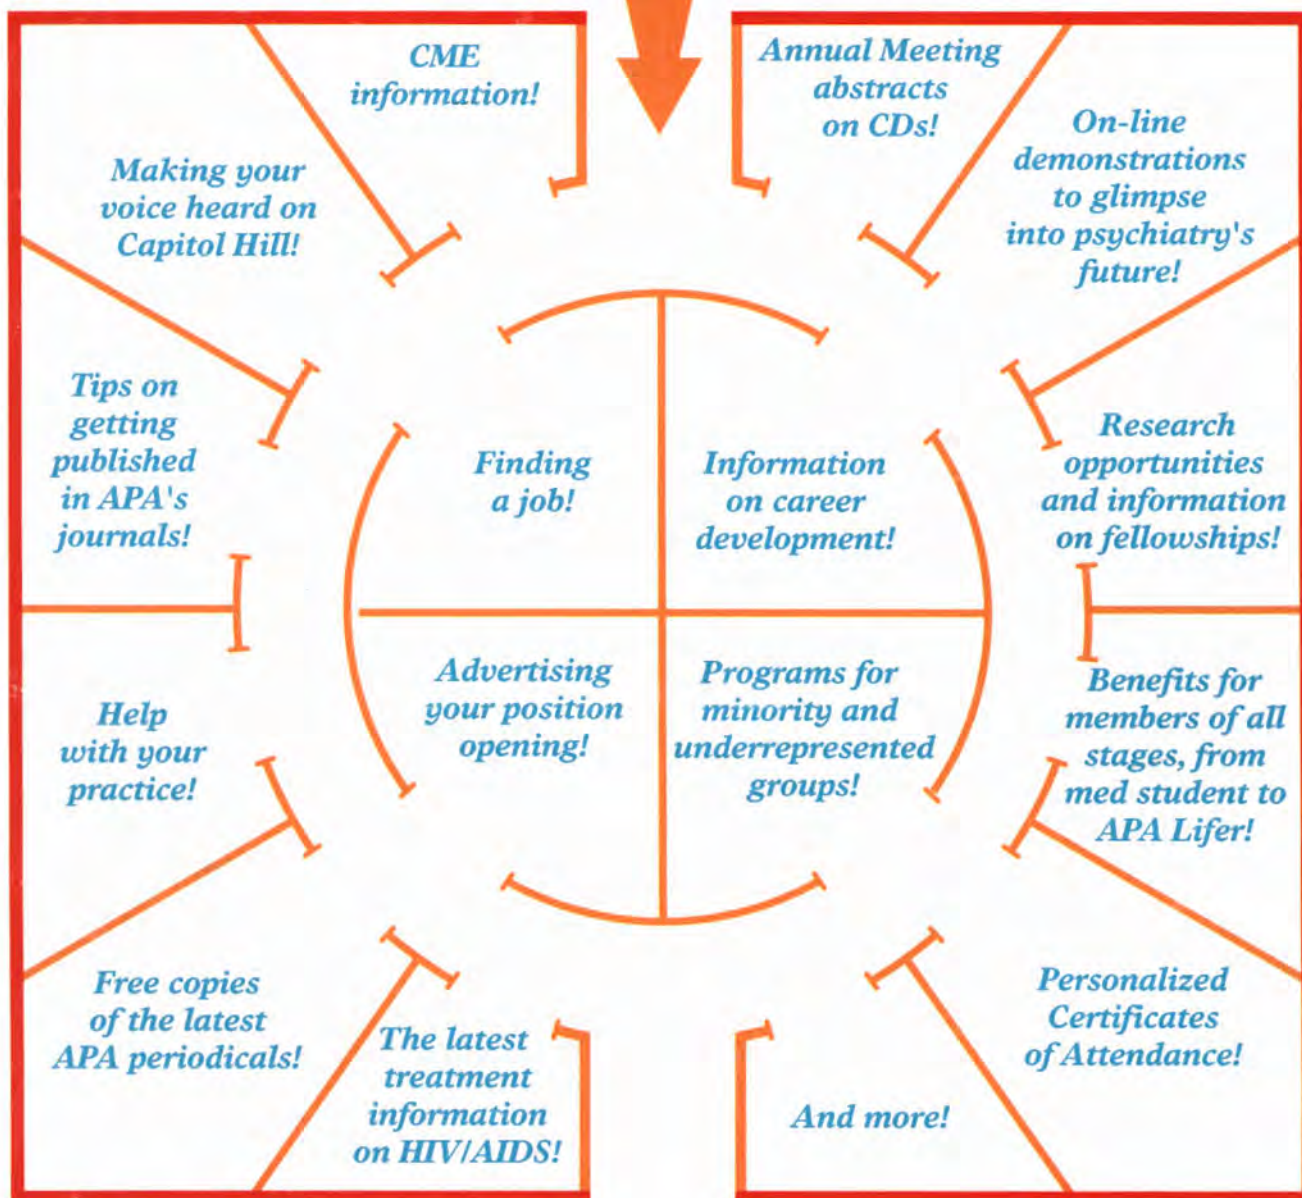 CME
information!
Annual Meeting
abstracts
on CDs!
On-line
demonstrations
to glimpse
into psychiatry's
future!
Making your
voice heard on
Capitol Hill!
Tips on
getting
published
in APA's
journals!
Finding
a job!
Information
on career
development!
Research
opportunities
and information
on fellowships!
Help
with your
practice!
Advertising
your position
opening!
Programs for
minority and
underrepresented
groups!
Benefits for
members of all
stages, from
med student to
APA Lifer!
Free copies
of the latest
APA periodicals!
The latest
treatment
information
on HIV/AIDS!
And more!
Personalized
Certificates
of Attendance!